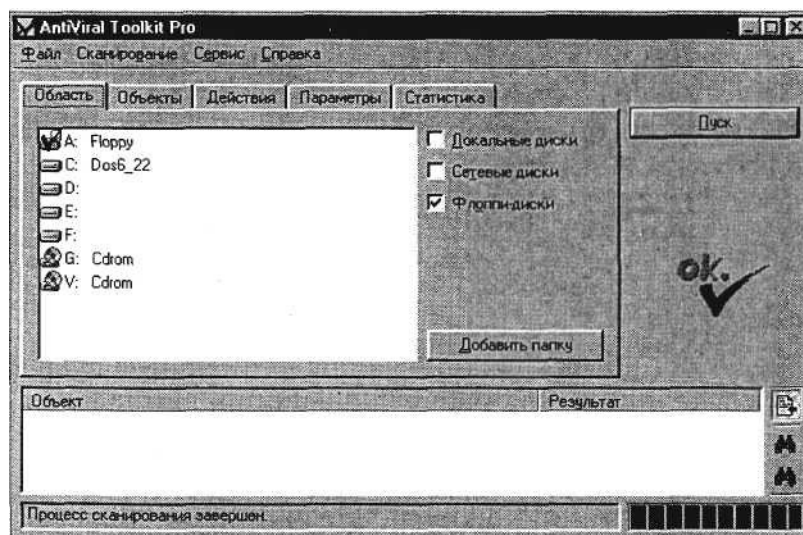 AntiViral Toolkit Pro
Файл Сканирование Сервис Справка
Область Объекты Действия Параметры Статистика
A: Floppy
C: Dos6_22
D:
E:
F:
G: Cdrom
V: Cdrom
Локальные диски
Сетевые диски
Флоппи-диски
Добавить папку
Пуск
ok.
Объект Результат
Процесс сканирования завершен.